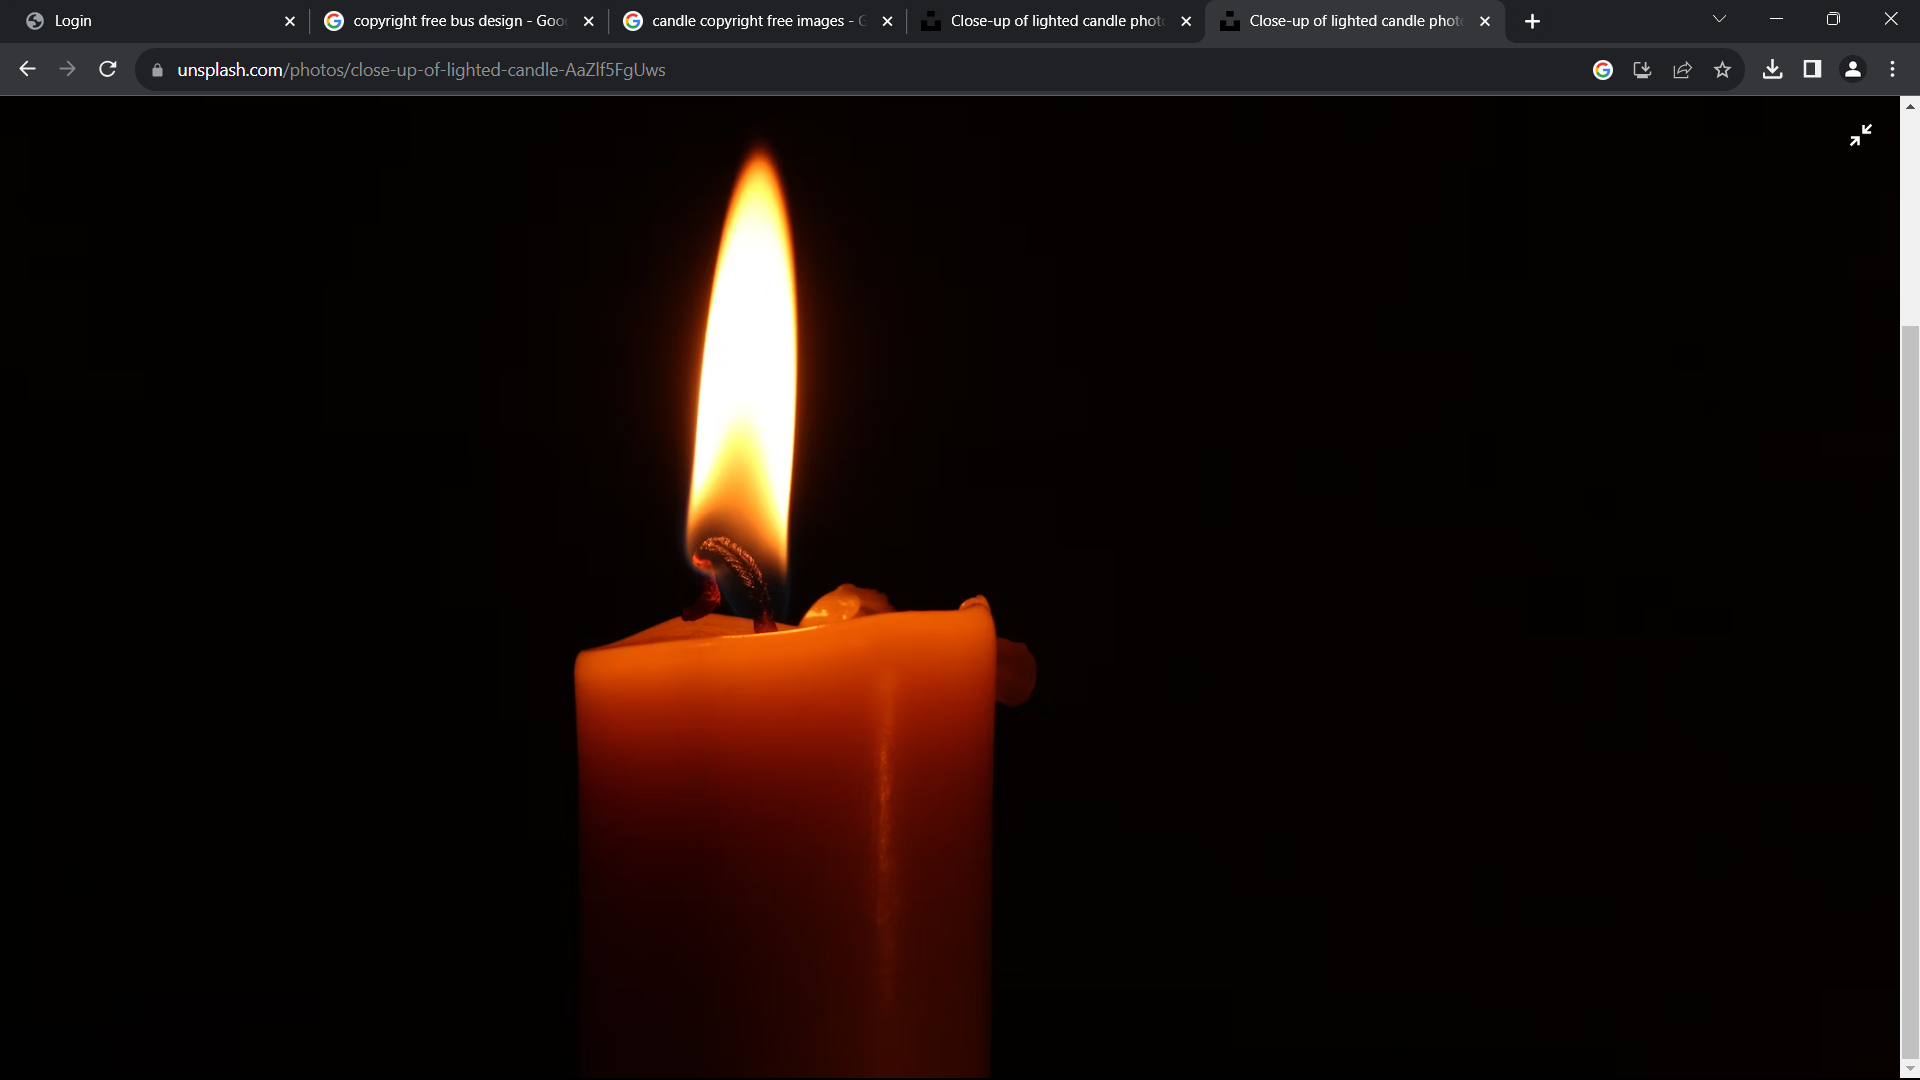 Login
copyright free bus design - Goo
candle copyright free images - G
Close-up of lighted candle phot
Close-up of lighted candle phot
unsplash.com/photos/close-up-of-lighted-candle-AaZlf5FgUws